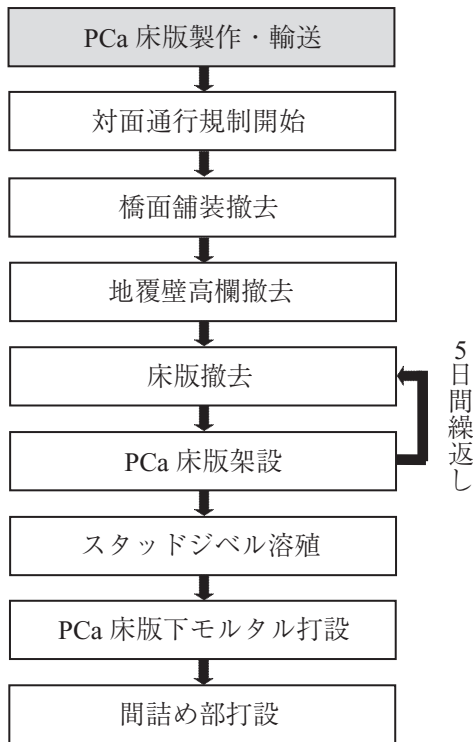 PCa 床版製作・輸送
対面通行規制開始
橋面舗装撤去
地覆壁高欄撤去
床版撤去
PCa 床版架設
5日間繰返し
スタッドジベル溶植
PCa 床版下モルタル打設
間詰め部打設